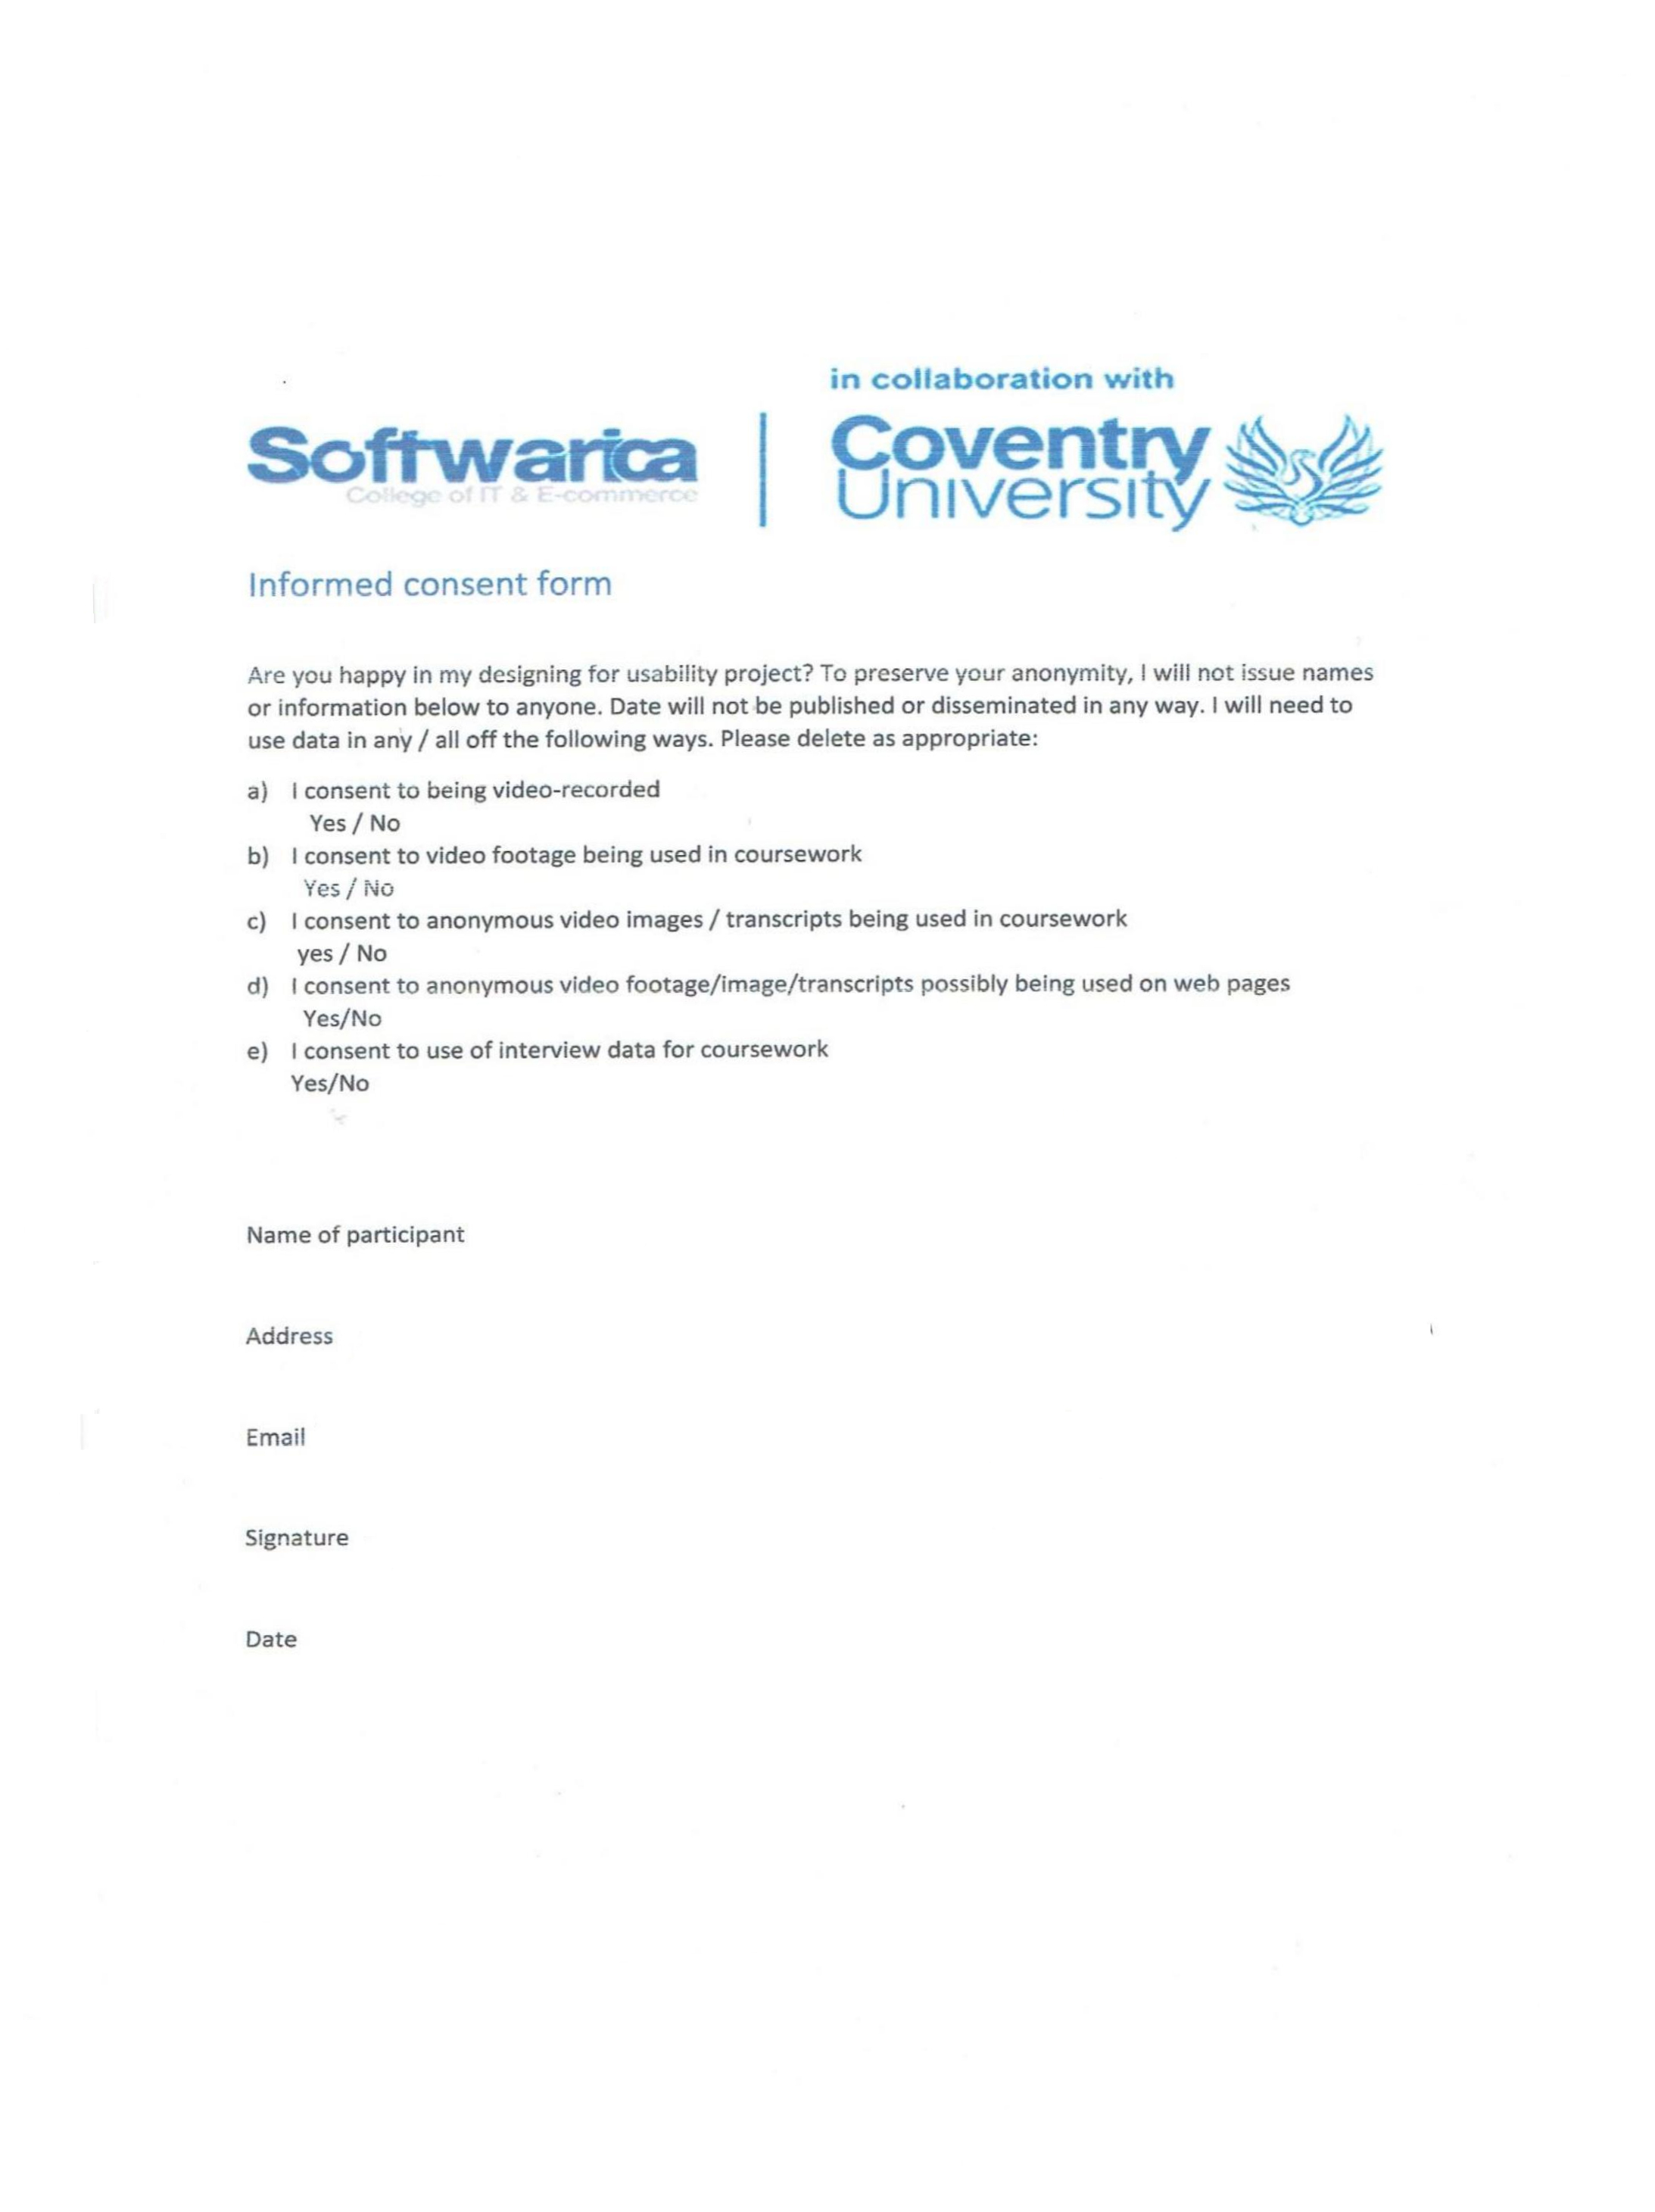 in collaboration with
Softwarica
College of IT & E-commerce
Coventry
University
Informed consent form
Are you happy in my designing for usability project? To preserve your anonymity, I will not issue names
or information below to anyone. Date will not be published or disseminated in any way. I will need to
use data in any / all off the following ways. Please delete as appropriate:
a) I consent to being video-recorded
Yes / No
b) I consent to video footage being used in coursework
Yes / No
c) I consent to anonymous video images / transcripts being used in coursework
yes / No
d) I consent to anonymous video footage/image/transcripts possibly being used on web pages
Yes/No
e) I consent to use of interview data for coursework
Yes/No
Name of participant
Address
Email
Signature
Date